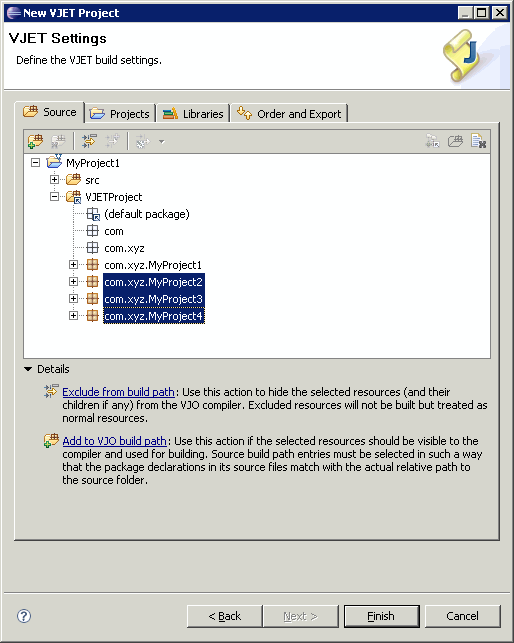 New VJET Project
VJET Settings
Define the VJET build settings.
Source
Projects
Libraries
Order and Export
MyProject1
src
VJETProject
(default package)
com
com.xyz
com.xyz.MyProject1
com.xyz.MyProject2
com.xyz.MyProject3
com.xyz.MyProject4
Details
Exclude from build path: Use this action to hide the selected resources (and their
children if any) from the VJO compiler. Excluded resources will not be built but treated as
normal resources.
Add to VJO build path: Use this action if the selected resources should be visible to the
compiler and used for building. Source build path entries must be selected in such a way
that the package declarations in its source files match with the actual relative path to
the source folder.
< Back
Next >
Finish
Cancel